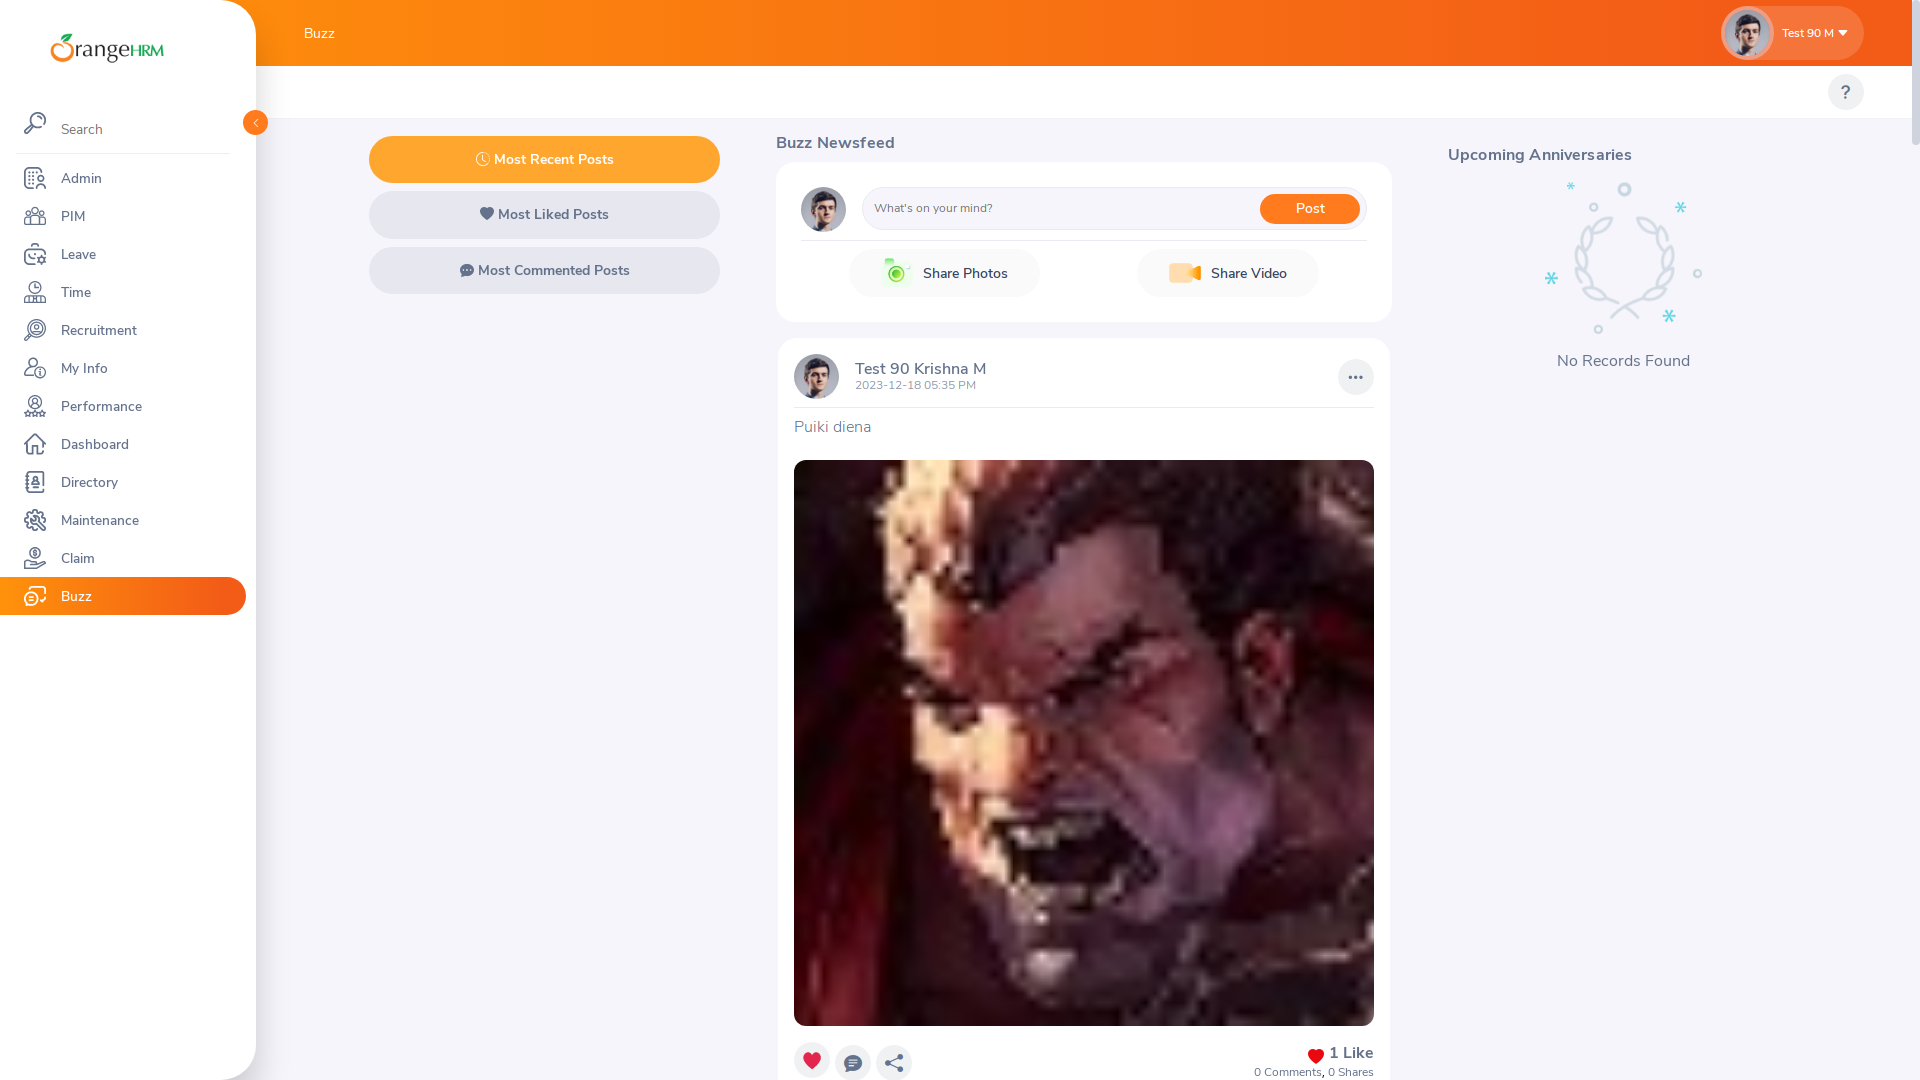 OrangeHRM
Search
Admin
PIM
Leave
Time
Recruitment
My Info
Performance
Dashboard
Directory
Maintenance
Claim
Buzz
Buzz
Test 90 M
?
Most Recent Posts
Most Liked Posts
Most Commented Posts
Buzz Newsfeed
What's on your mind?
Post
Share Photos
Share Video
Test 90 Krishna M
2023-12-18 05:35 PM
Puiki diena
1 Like
0 Comments, 0 Shares
Upcoming Anniversaries
No Records Found